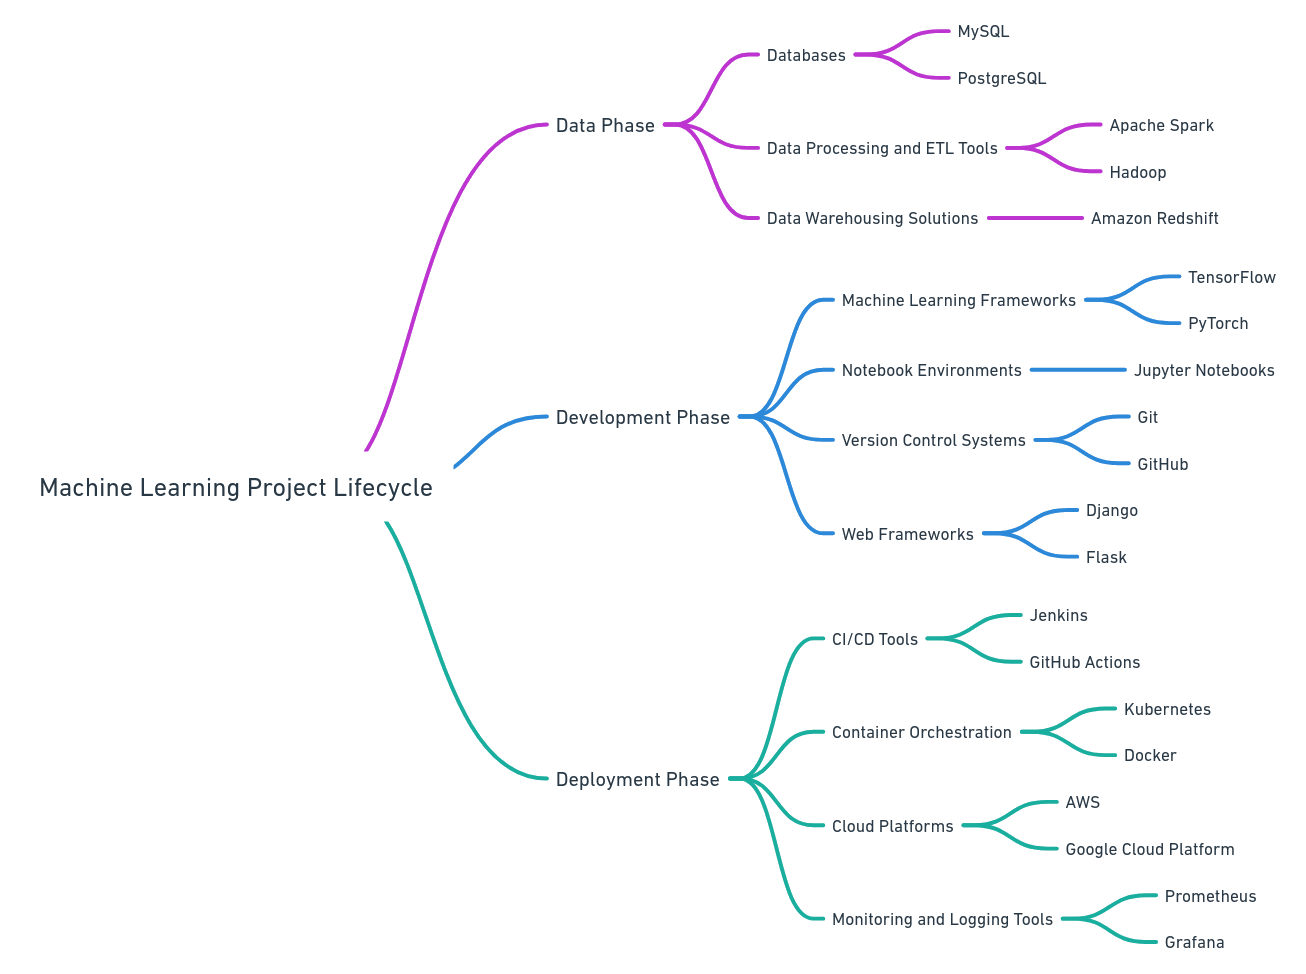 Machine Learning Project Lifecycle
Data Phase
Databases
MySQL
PostgreSQL
Data Processing and ETL Tools
Apache Spark
Hadoop
Data Warehousing Solutions
Amazon Redshift
Development Phase
Machine Learning Frameworks
TensorFlow
PyTorch
Notebook Environments
Jupyter Notebooks
Version Control Systems
Git
GitHub
Web Frameworks
Django
Flask
Deployment Phase
CI/CD Tools
Jenkins
GitHub Actions
Container Orchestration
Kubernetes
Docker
Cloud Platforms
AWS
Google Cloud Platform
Monitoring and Logging Tools
Prometheus
Grafana